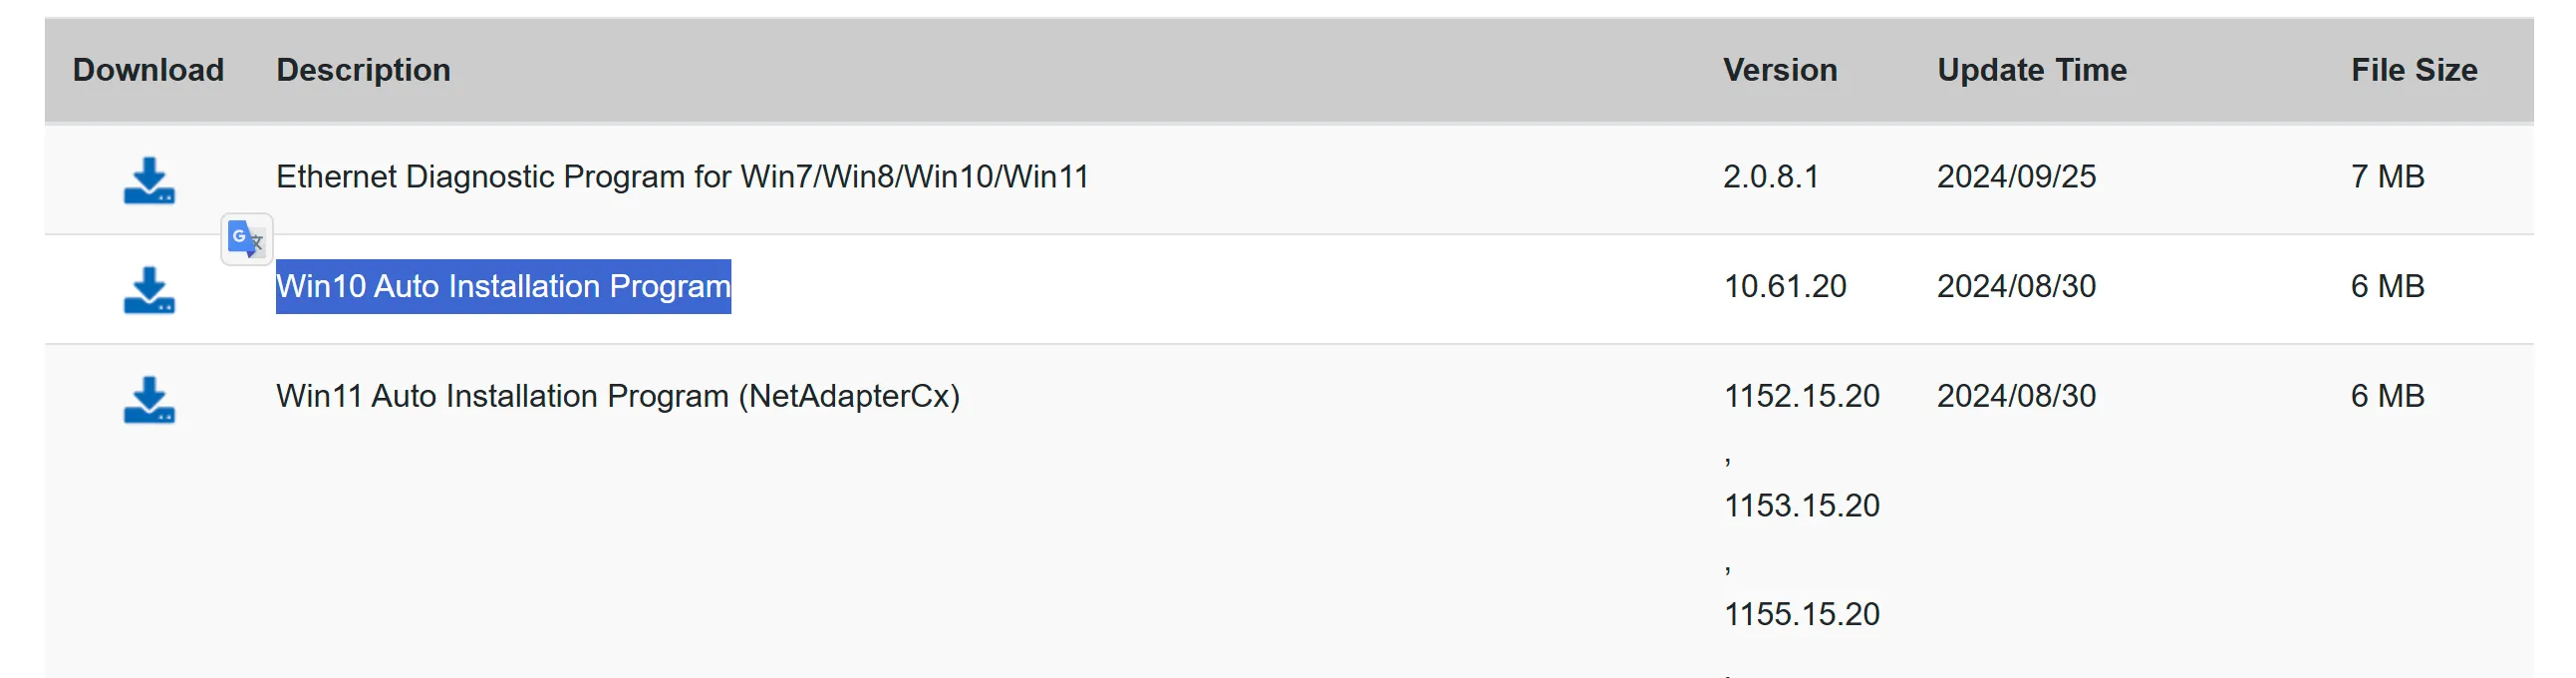 Download Description Version Update Time File Size
Ethernet Diagnostic Program for Win7/Win8/Win10/Win11 2.0.8.1 2024/09/25 7 MB
G 文
Win10 Auto Installation Program 10.61.20 2024/08/30 6 MB
Win11 Auto Installation Program (NetAdapterCx) 1152.15.20 2024/08/30 6 MB
,
1153.15.20
,
1155.15.20